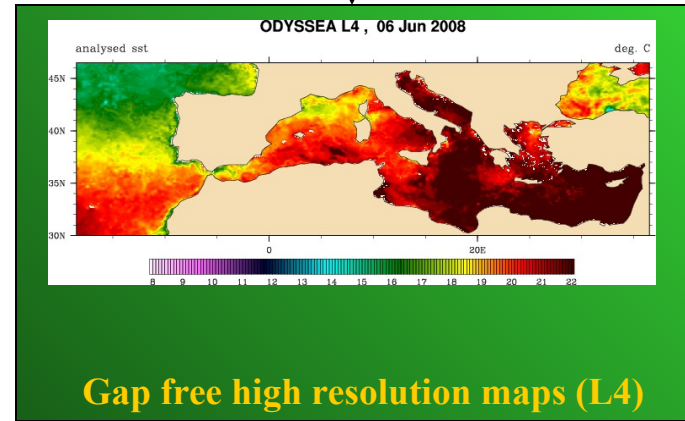 ODYSSEA L4 , 06 Jun 2008
analysed sst deg. C
45N
40N
35N
30N
0 20E
8 9 10 11 12 13 14 15 16 17 18 19 20 21 22
Gap free high resolution maps (L4)